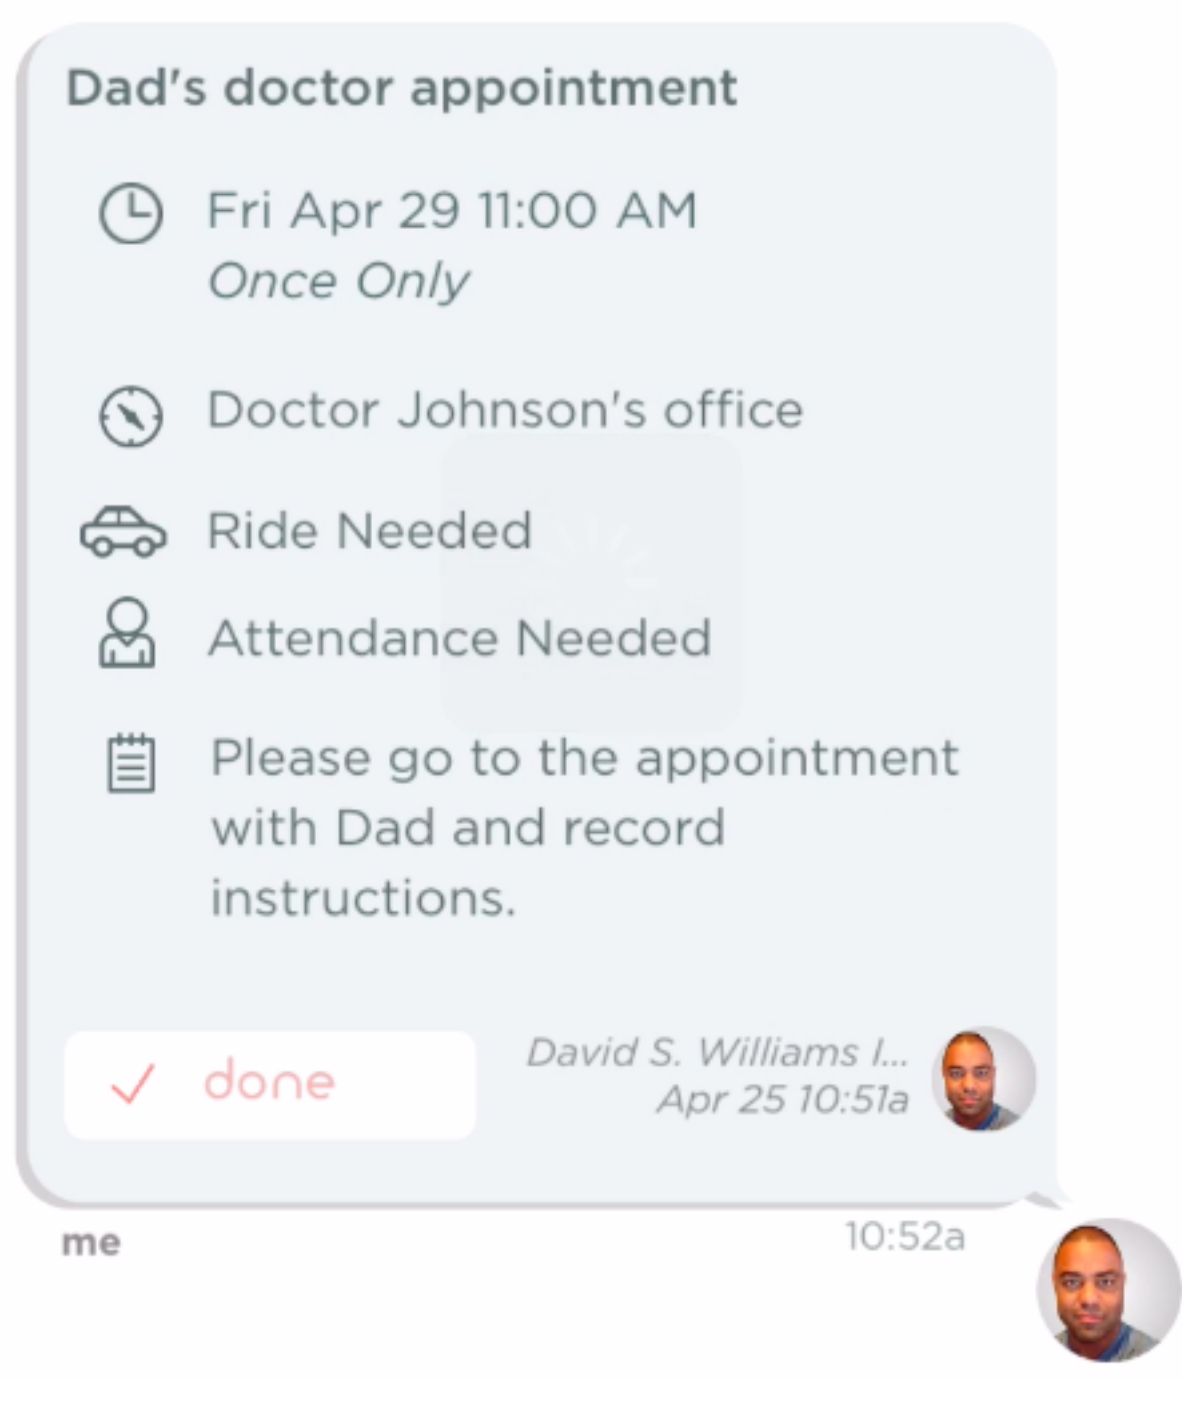 Dad's doctor appointment
Fri Apr 29 11:00 AM
Once Only
Doctor Johnson's office
Ride Needed
Attendance Needed
Please go to the appointment
with Dad and record
instructions.
done
David S. Williams I...
Apr 25 10:51a
me
10:52a